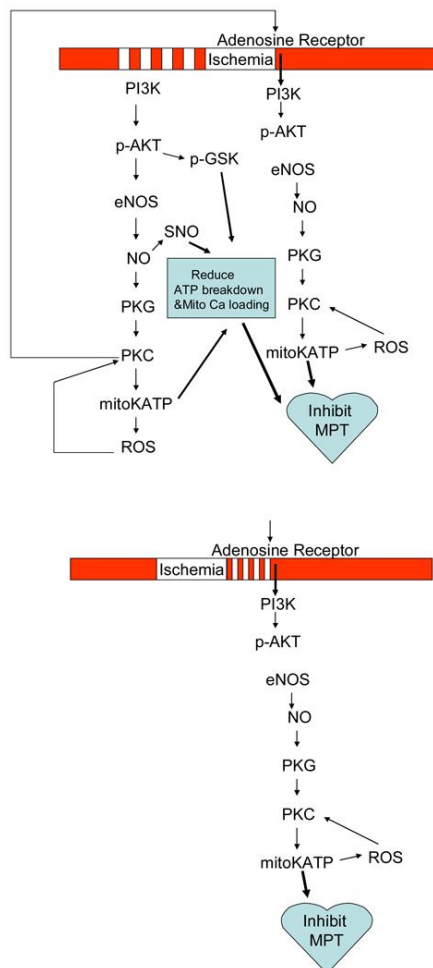 Adenosine Receptor
Ischemia
PI3K
PI3K
p-AKT
p-AKT
p-GSK
eNOS
eNOS
SNO
NO
NO
Reduce
ATP breakdown
&Mito Ca loading
PKG
PKG
PKC
PKC
mitoKATP
ROS
mitoKATP
ROS
Inhibit
MPT
Adenosine Receptor
Ischemia
PI3K
p-AKT
eNOS
NO
PKG
PKC
mitoKATP
ROS
Inhibit
MPT